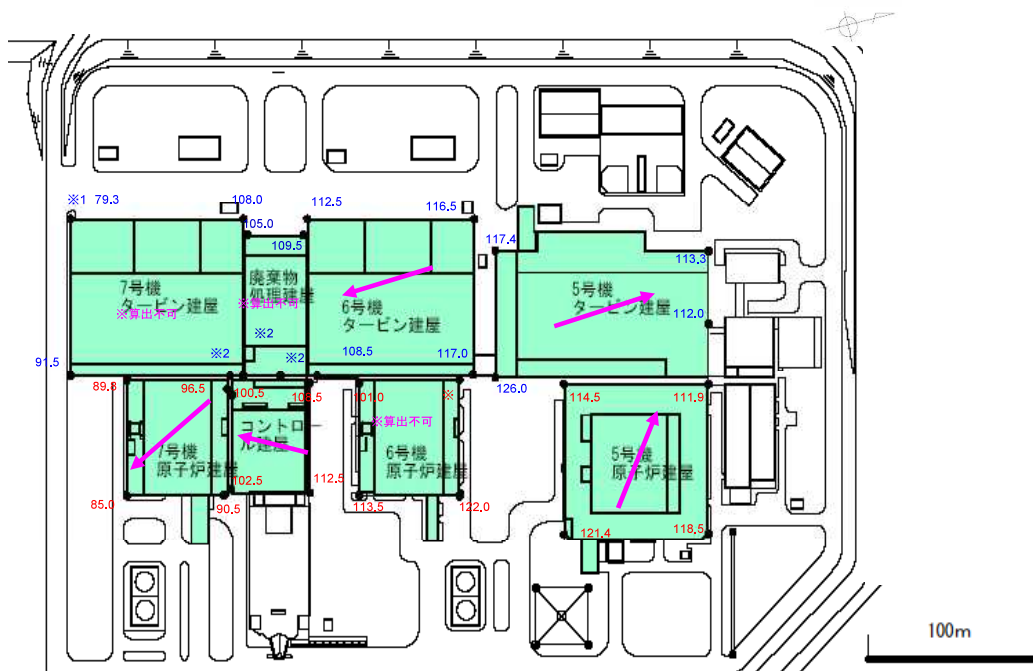 ※1 79.3
108.0
112.5
116.5
105.0
109.5
117.4
113.3
7号機
タービン建屋
※算出不可
廃棄物
処理建屋
※算出不可
6号機
タービン建屋
5号機
タービン建屋
112.0
※2
91.5
※2
※2
108.5
117.0
126.0
89.8
96.5
100.5
101.0
※
114.5
111.9
※算出不可
コントロー
ル建屋
7号機
原子炉建屋
6号機
原子炉建屋
5号機
原子炉建屋
85.0
90.5
102.5
112.5
113.5
122.0
121.4
118.5
100m